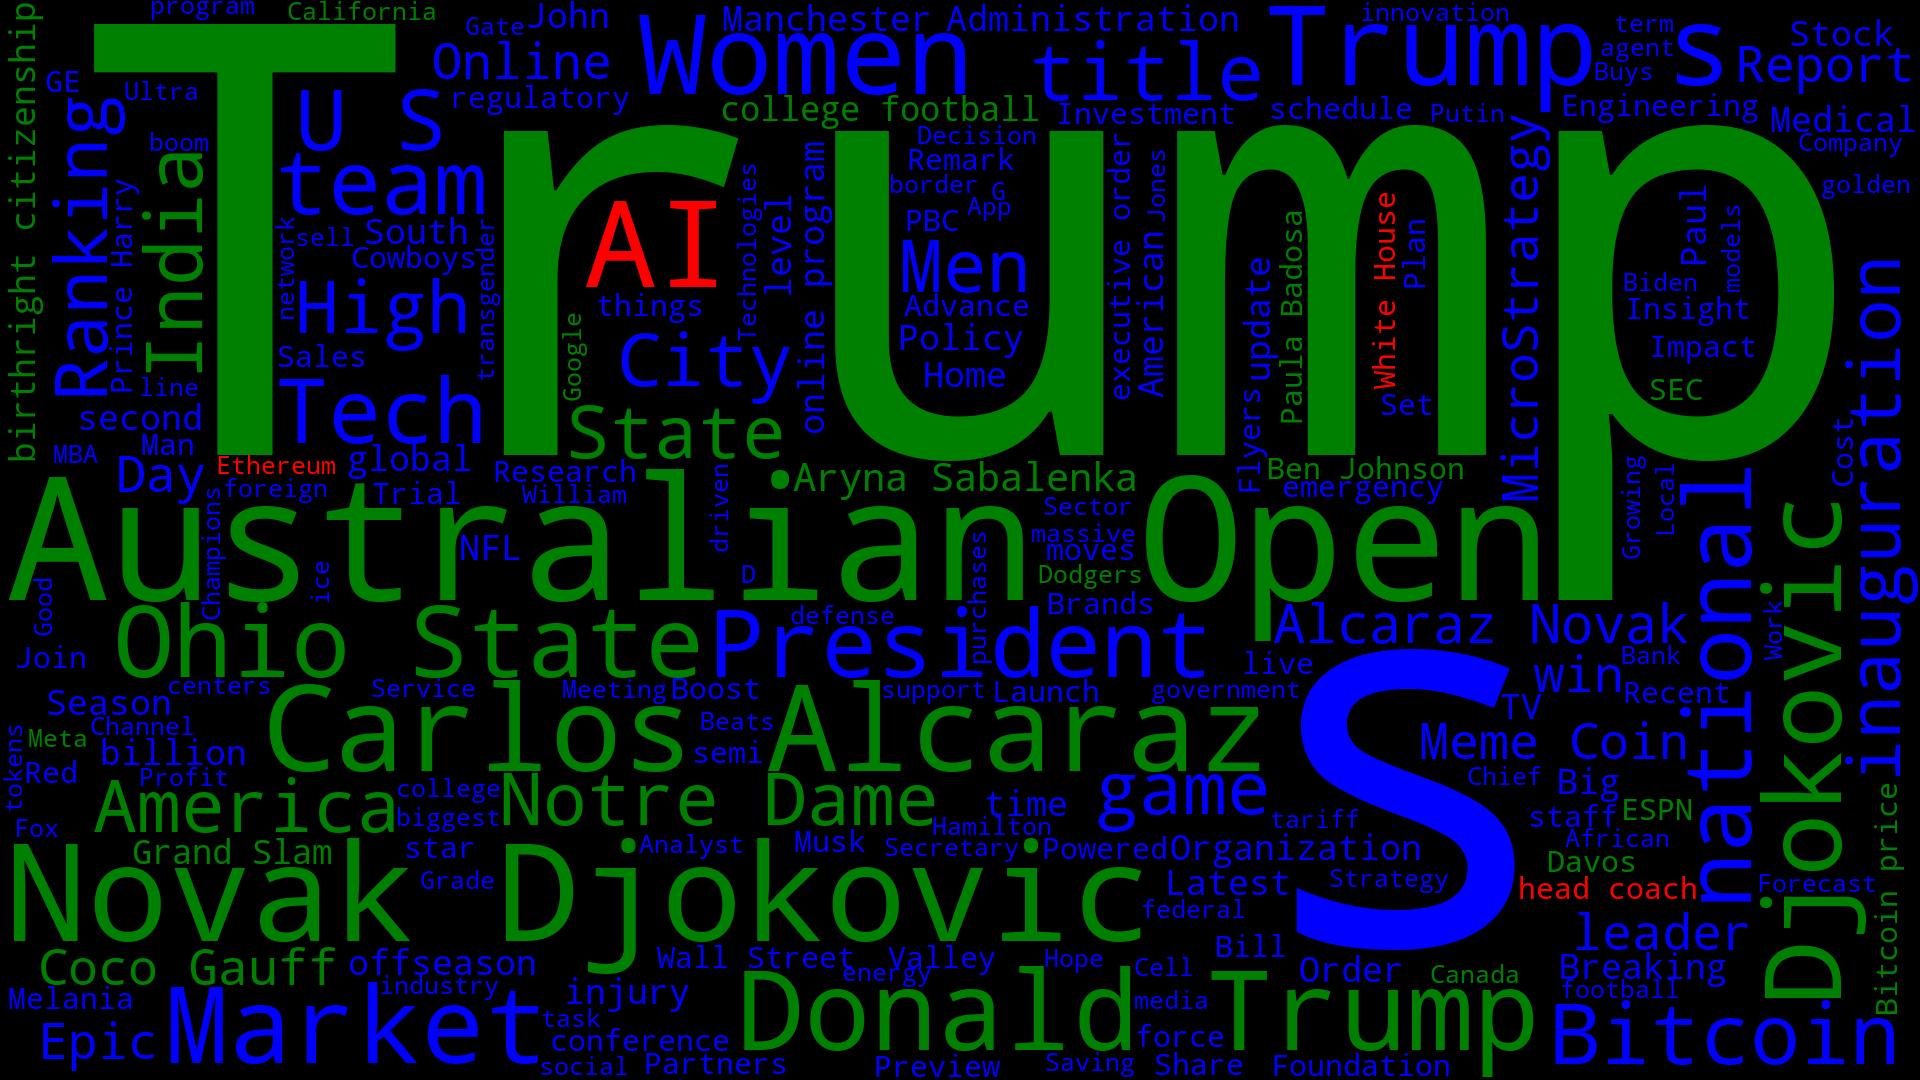 program
California
Gate
John
Women
Manchester
Administration
Trump s
innovation
term
agent
Buys
Stock
Report
birthright citizenship
GE
Ultra
Online
regulatory
title
college football
Investment
schedule
Putin
Engineering
Medical
Company
golden
Trump
Ranking
boom
India
Prince Harry
line
U S
team
network
sell
South
Cowboys
transgender
High
Sales
Tech
AI
things
Google
City
State
Technologies
level
online program
Decision
Remark
border
G
App
PBC
Men
Advance
Policy
Home
executive order
American
Jones
update
Flyers
Paula Badosa
White House
Plan
Set
MicroStrategy
Paul
models
Biden
Insight
Impact
SEC
Cost
inauguration
second
Man
MBA
Day
Ethereum
global
foreign
Trial
Research
William
Aryna Sabalenka
Ben Johnson
emergency
Growing
Local
national
Djokovic
Australian Open
Champions
NFL
ice
driven
D
Sector
massive
moves
Dodgers
purchases
Brands
Good
Join
Ohio State
President
defense
Alcaraz Novak
Work
live
win
Bank
Recent
centers
Season
Channel
Service
Meeting
Boost
support
Launch
government
S
TV
Meme Coin
Carlos Alcaraz
Beats
semi
Meta
billion
tokens
Red
Profit
Fox
America
college
biggest
Notre Dame
time
game
Chief
Big
staff
ESPN
African
Hamilton
tariff
Grand Slam
star
Analyst
Musk
Secretary
Powered
Organization
Davos
Novak Djokovic
Grade
Latest
Strategy
head coach
Forecast
Bitcoin price
federal
leader
Coco Gauff
offseason
Wall Street
Valley
energy
Hope
Cell
Bill
Order
Canada
Breaking
football
Melania
industry
injury
Donald Trump
media
Epic
Market
task
conference
force
Bitcoin
social
Partners
Preview
Saving
Share
Foundation